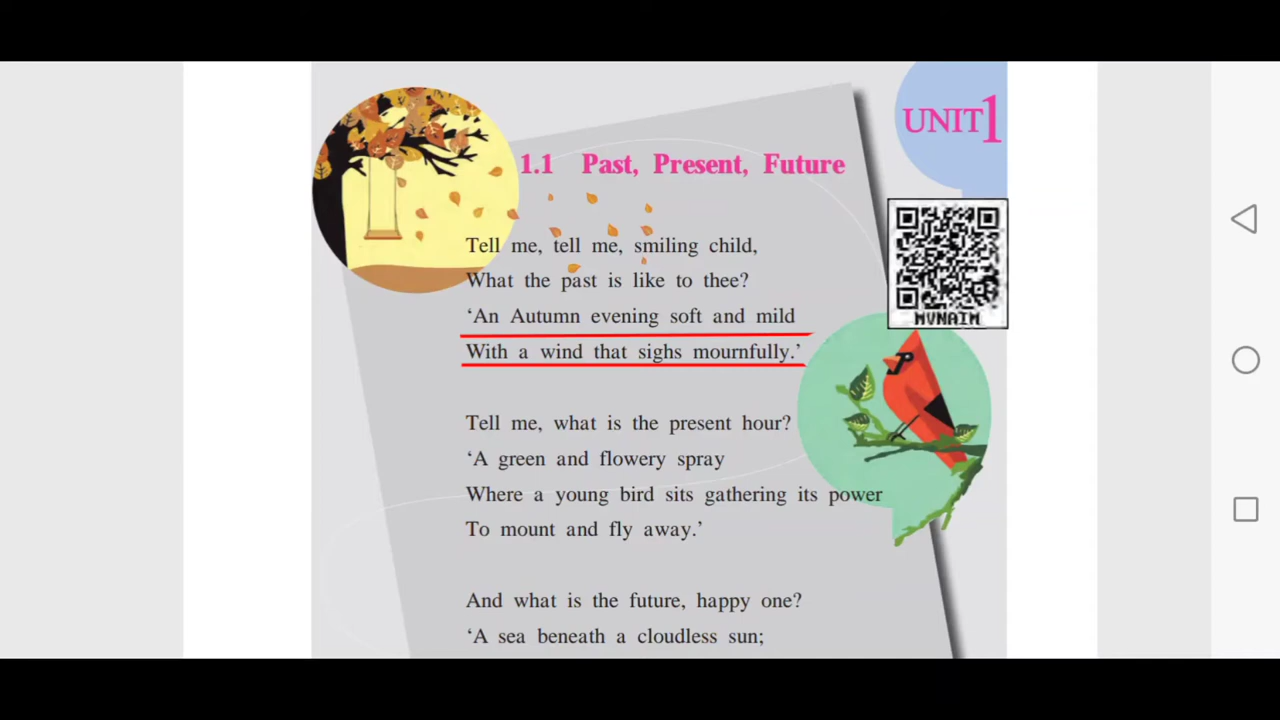 UNIT 1
1.1 Past, Present, Future
Tell me, tell me, smiling child,
What the past is like to thee?
‘An Autumn evening soft and mild
With a wind that sighs mournfully.’
Tell me, what is the present hour?
‘A green and flowery spray
Where a young bird sits gathering its power
To mount and fly away.’
And what is the future, happy one?
‘A sea beneath a cloudless sun;
MVNAIM